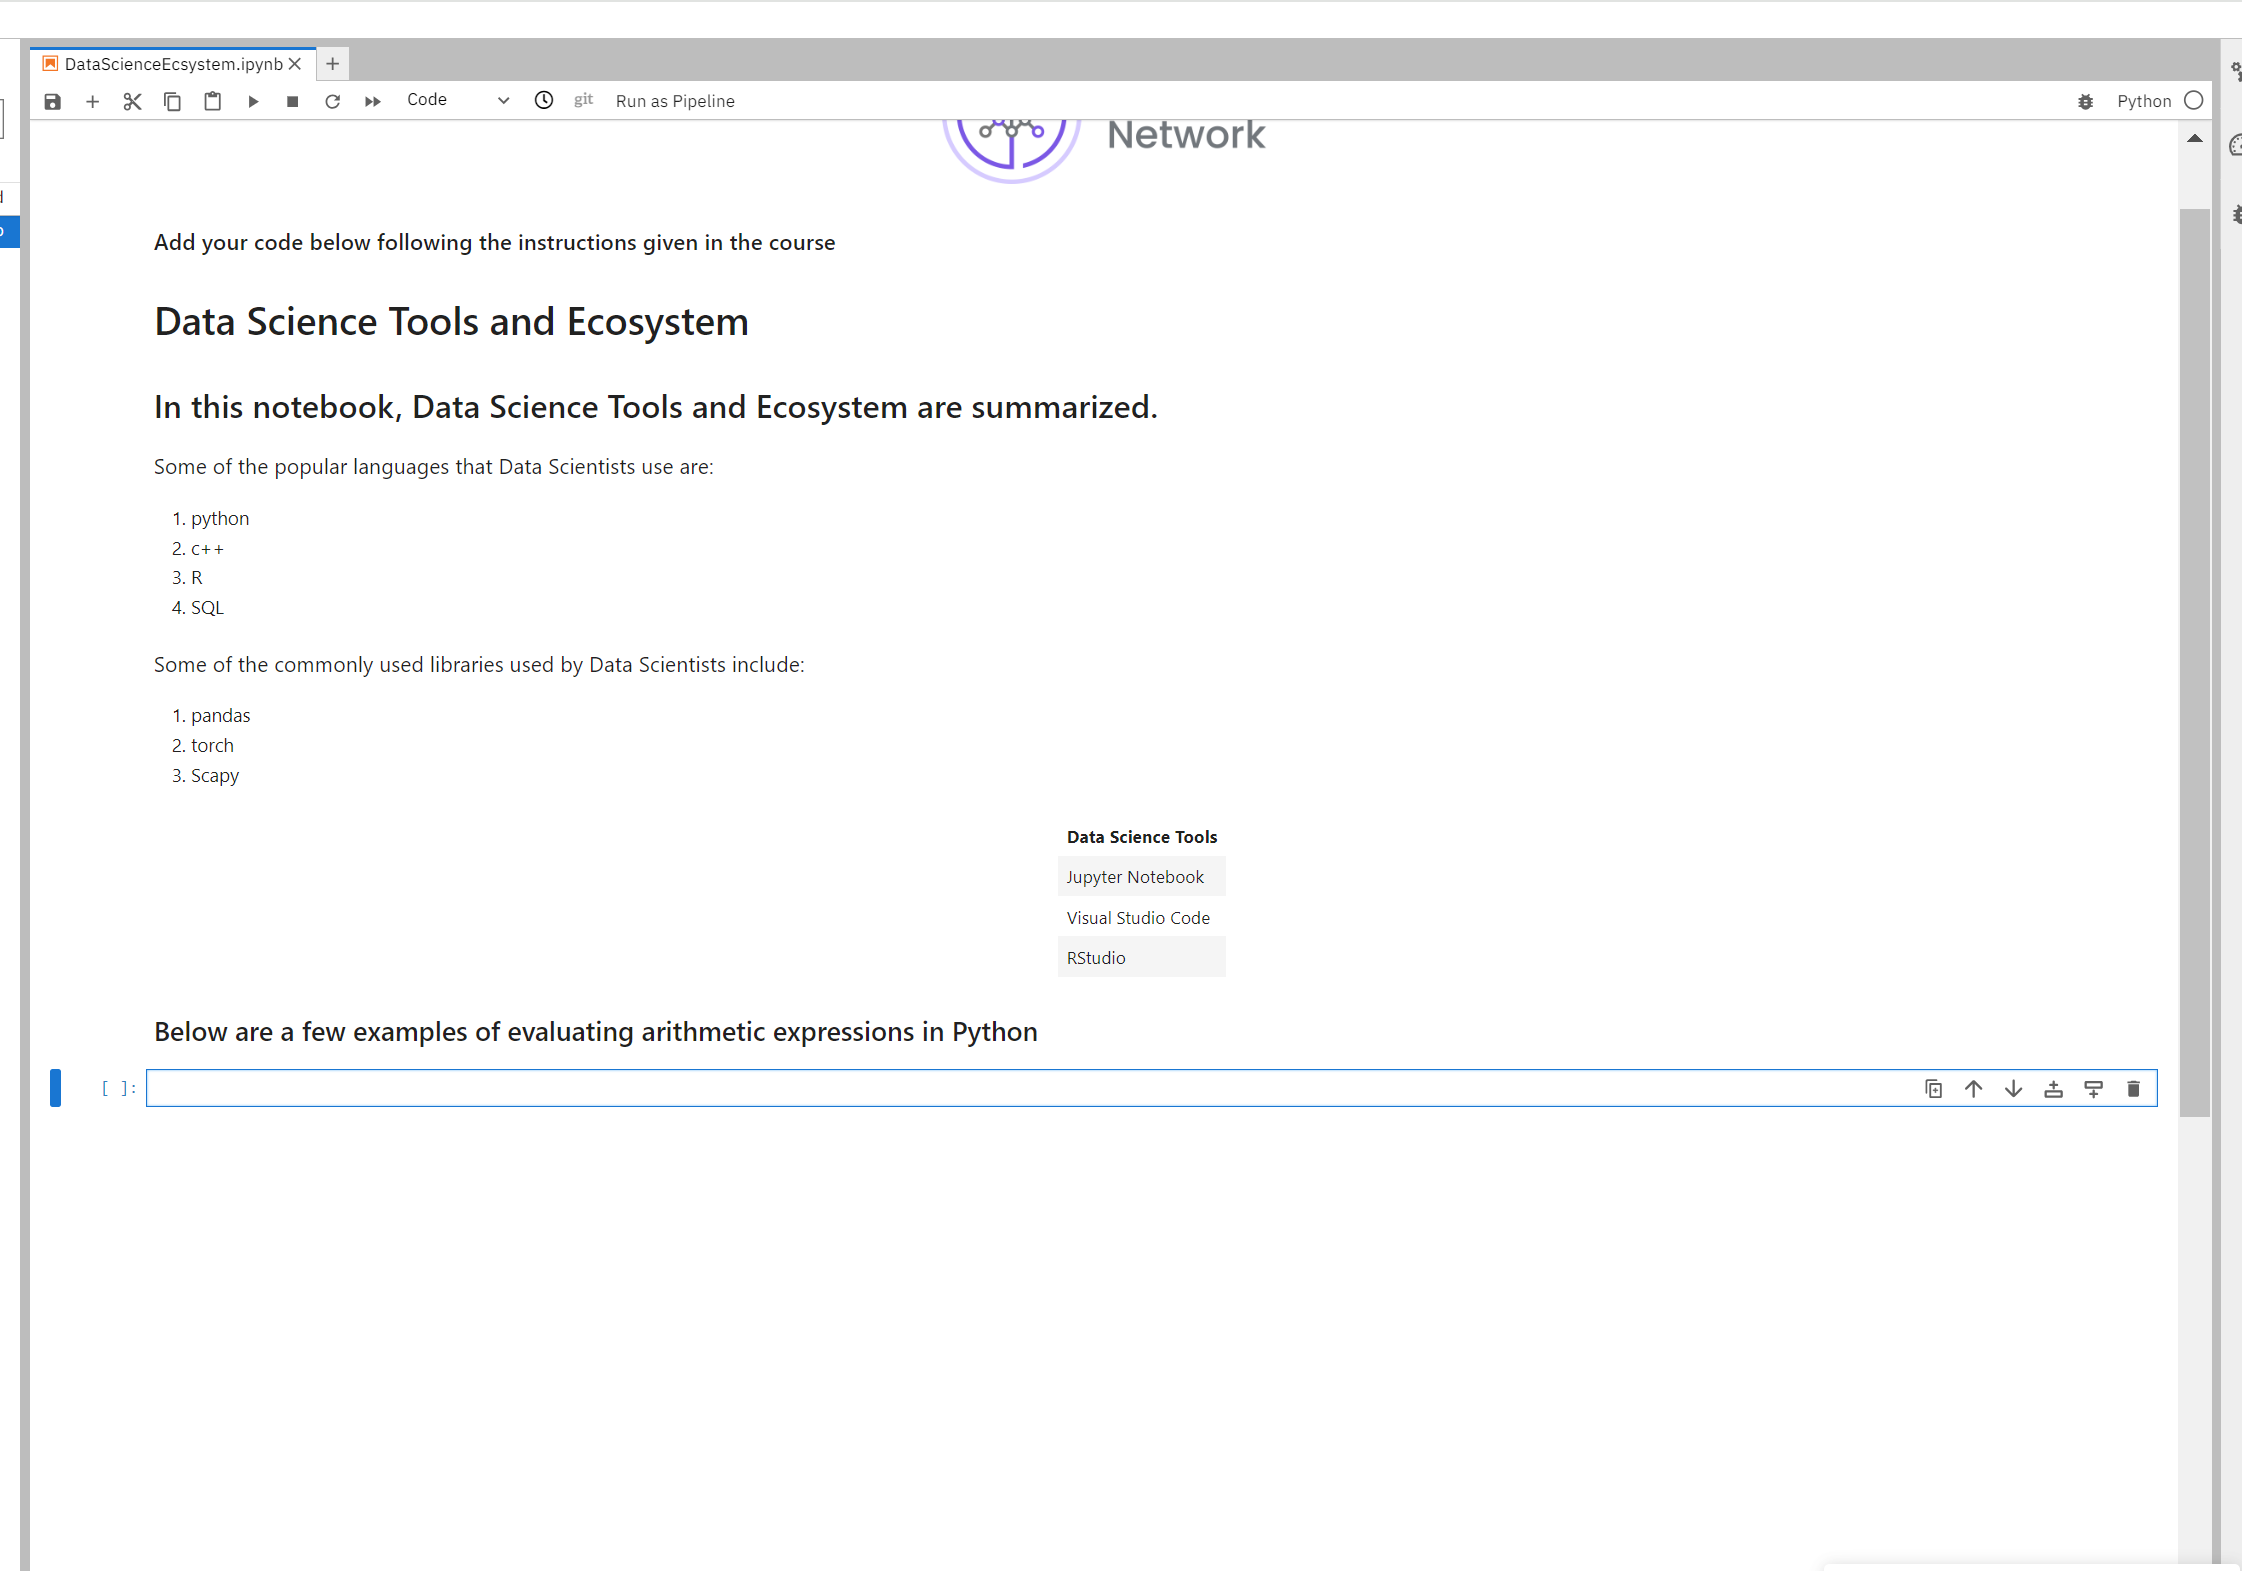 DataScienceEcsystem.ipynb
Code git Run as Pipeline Python
Network
Add your code below following the instructions given in the course
Data Science Tools and Ecosystem
In this notebook, Data Science Tools and Ecosystem are summarized.
Some of the popular languages that Data Scientists use are:
1. python
2. c++
3. R
4. SQL
Some of the commonly used libraries used by Data Scientists include:
1. pandas
2. torch
3. Scapy
Data Science Tools
Jupyter Notebook
Visual Studio Code
RStudio
Below are a few examples of evaluating arithmetic expressions in Python
[ ]: